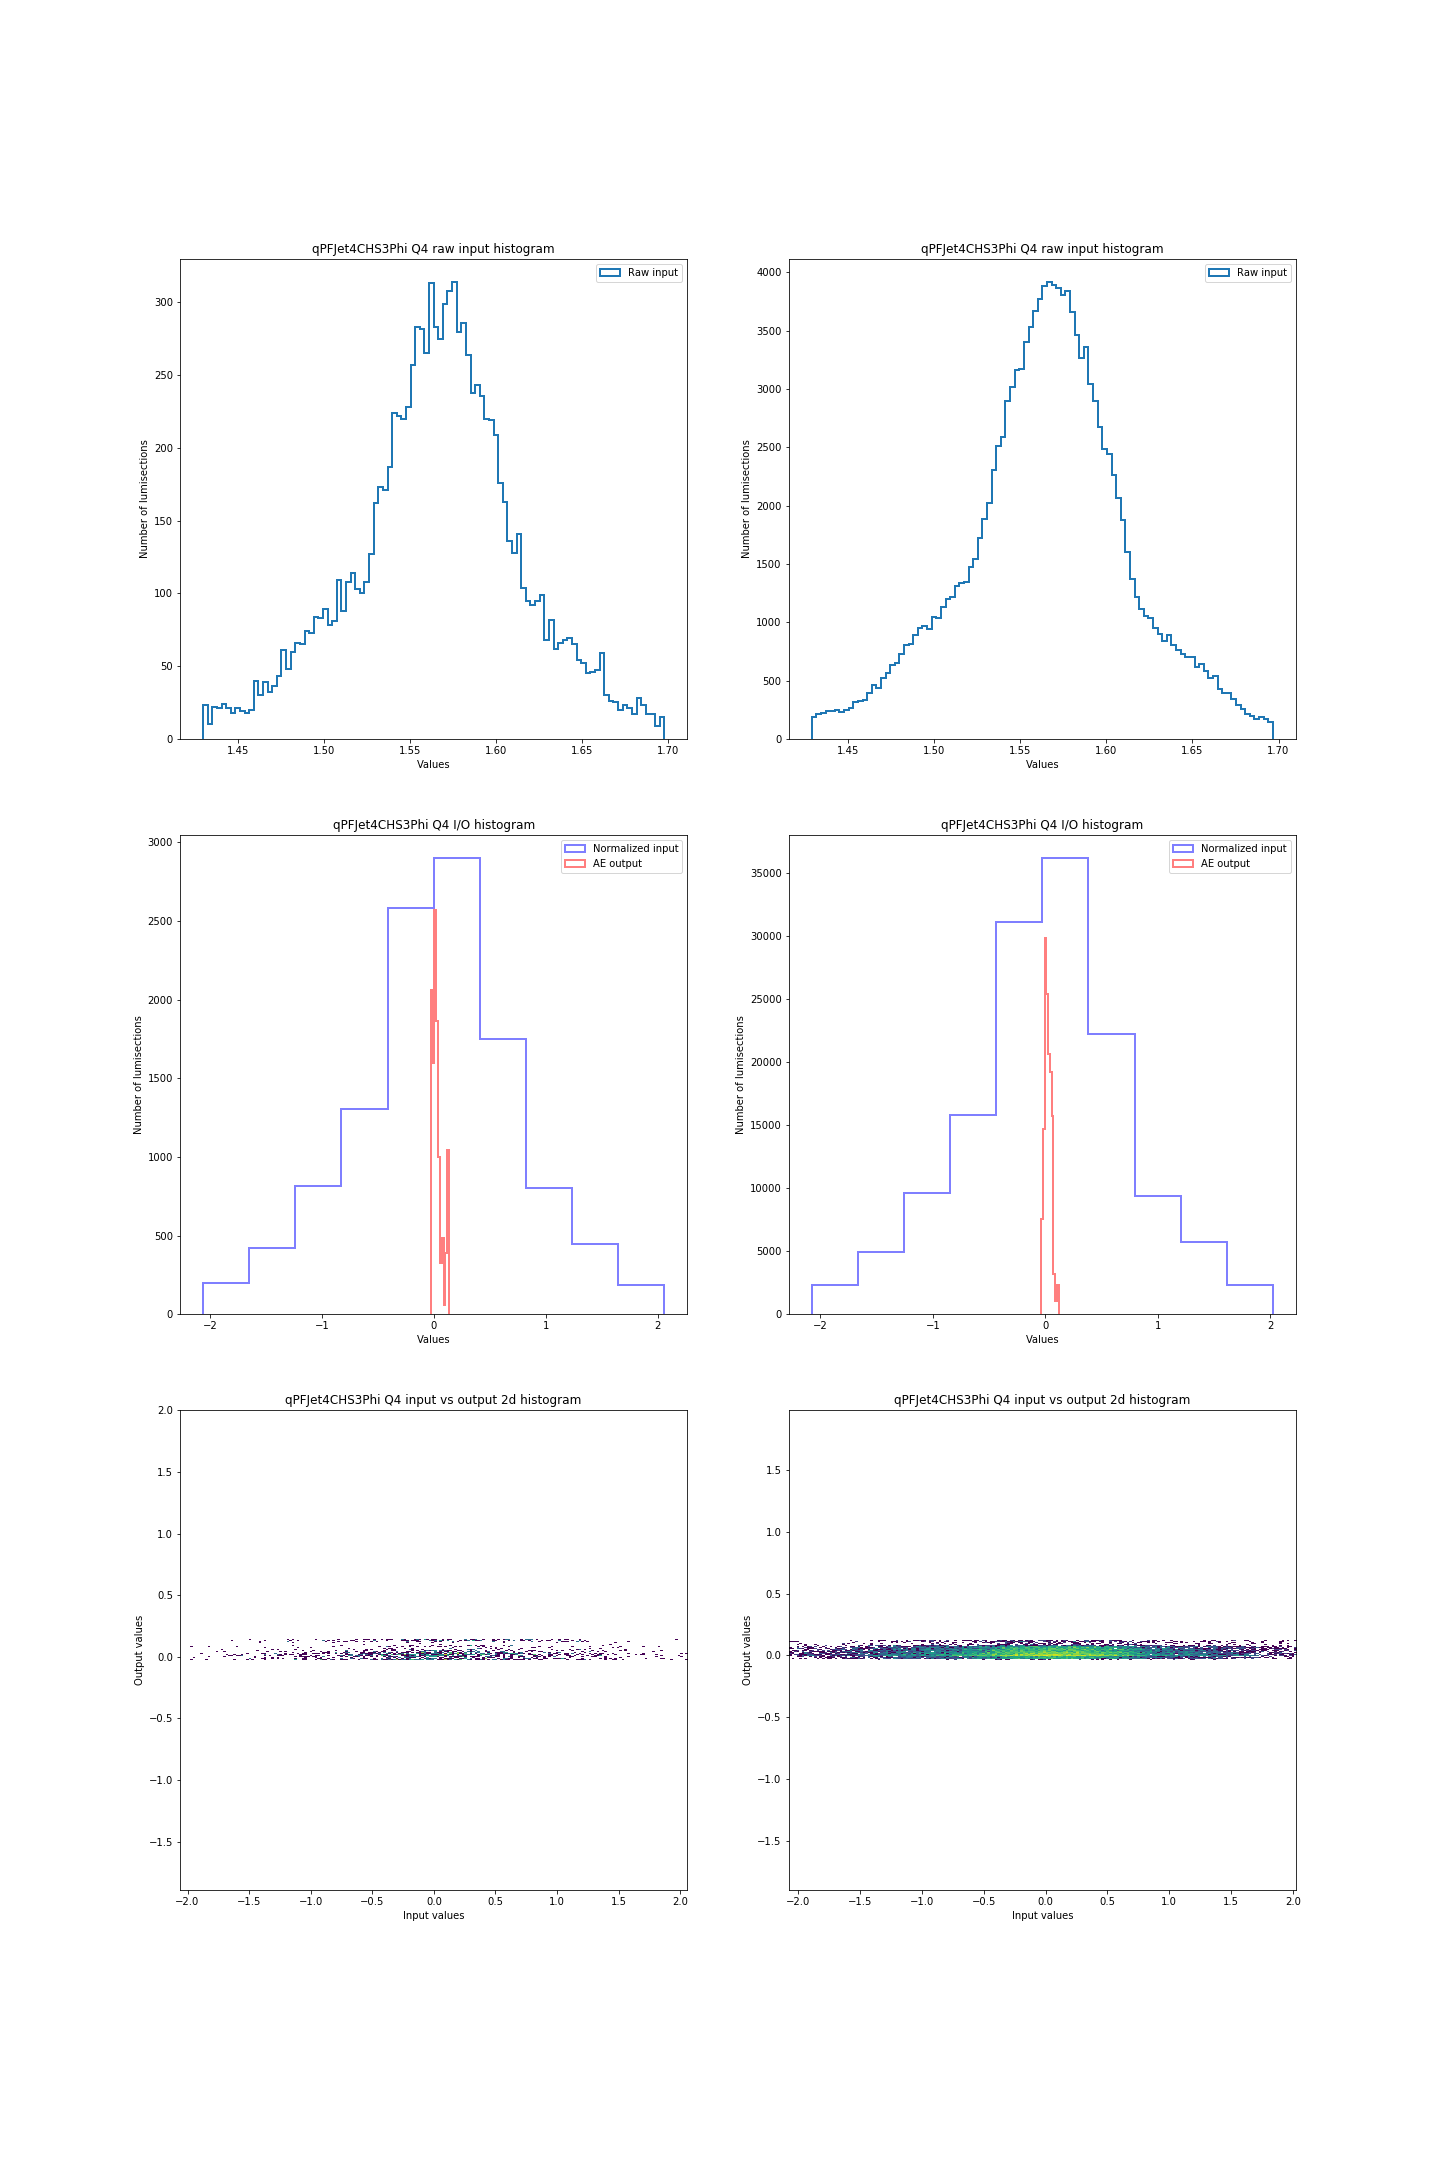 qPFJet4CHS3Phi Q4 raw input histogram
Raw input
Number of lumisections
300
250
200
150
100
50
0
1.45 1.50 1.55 1.60 1.65 1.70
Values
qPFJet4CHS3Phi Q4 raw input histogram
Raw input
Number of lumisections
4000
3500
3000
2500
2000
1500
1000
500
0
1.45 1.50 1.55 1.60 1.65 1.70
Values
qPFJet4CHS3Phi Q4 I/O histogram
Normalized input
AE output
Number of lumisections
3000
2500
2000
1500
1000
500
0
−2 −1 0 1 2
Values
qPFJet4CHS3Phi Q4 I/O histogram
Normalized input
AE output
Number of lumisections
35000
30000
25000
20000
15000
10000
5000
0
−2 −1 0 1 2
Values
qPFJet4CHS3Phi Q4 input vs output 2d histogram
Output values
2.0
1.5
1.0
0.5
0.0
−0.5
−1.0
−1.5
−2.0 −1.5 −1.0 −0.5 0.0 0.5 1.0 1.5 2.0
Input values
qPFJet4CHS3Phi Q4 input vs output 2d histogram
Output values
1.5
1.0
0.5
0.0
−0.5
−1.0
−1.5
−2.0 −1.5 −1.0 −0.5 0.0 0.5 1.0 1.5 2.0
Input values